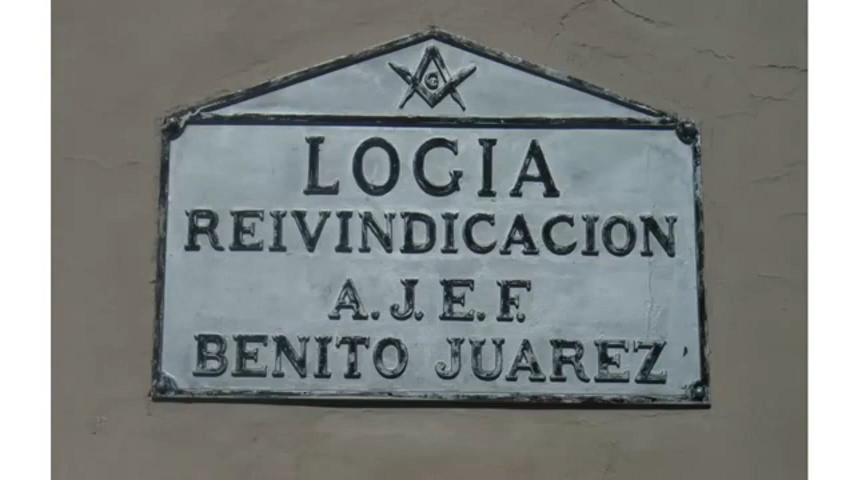 G
LOGIA
REIVINDICACION
A.J.E.F.
BENITO JUAREZ